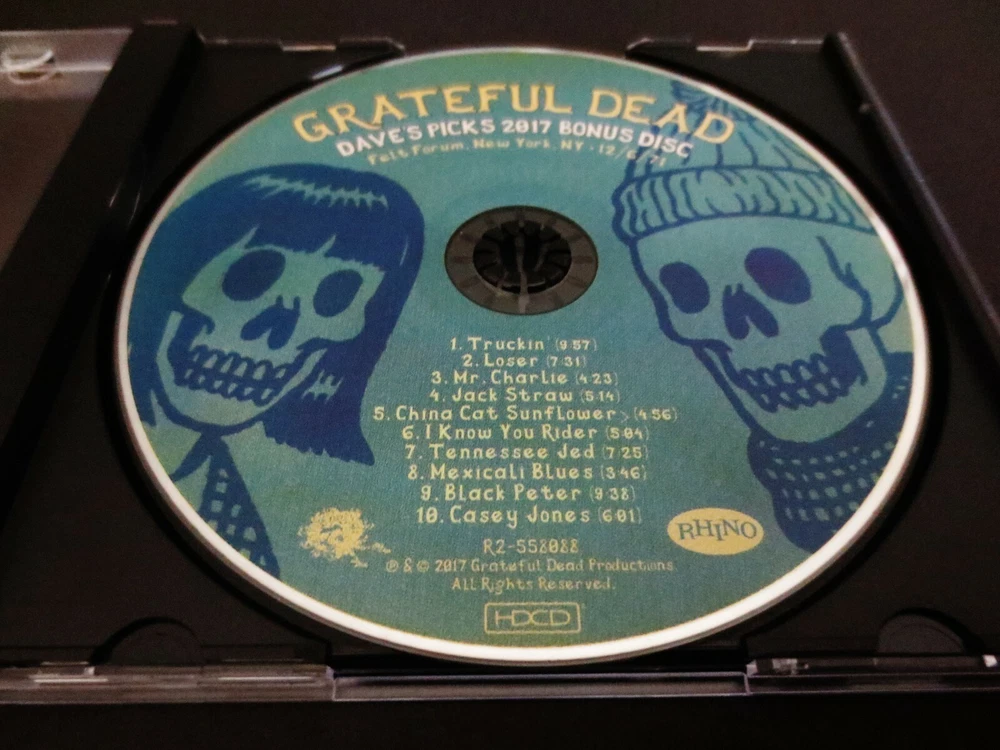 GRATEFUL DEAD
DAVE'S PICKS 2017 BONUS DISC
Felt Forum, New York, NY • 12/6/71
1. Truckin' (9:57)
2. Loser (7:31)
3. Mr. Charlie (4:23)
4. Jack Straw (5:14)
5. China Cat Sunflower > (4:56)
6. I Know You Rider (5:04)
7. Tennessee Jed (7:25)
8. Mexicali Blues (3:46)
9. Black Peter (9:38)
10. Casey Jones (6:01)
RHINO
R2-558088
℗ & © 2017 Grateful Dead Productions
All Rights Reserved.
HDCD